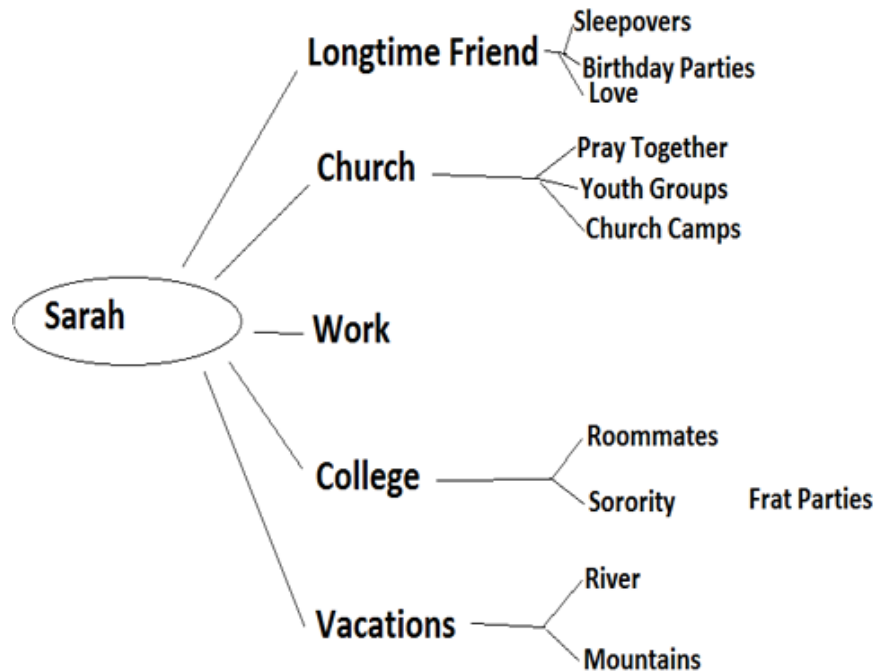 Sleepovers
Longtime Friend
Birthday Parties
Love
Pray Together
Church
Youth Groups
Church Camps
Sarah
Work
Roommates
College
Sorority Frat Parties
River
Vacations
Mountains